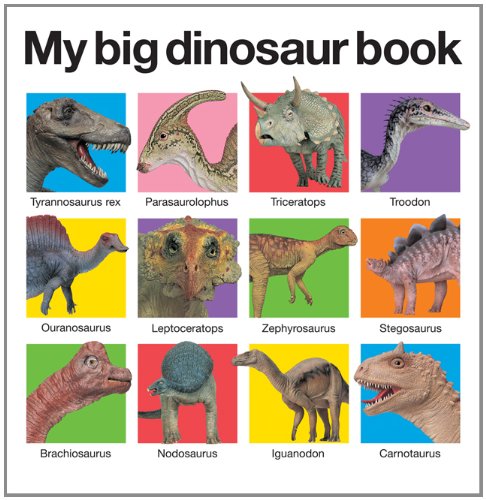 My big dinosaur book
Tyrannosaurus rex
Parasaurolophus
Triceratops
Troodon
Ouranosaurus
Leptoceratops
Zephyrosaurus
Stegosaurus
Brachiosaurus
Nodosaurus
Iguanodon
Carnotaurus